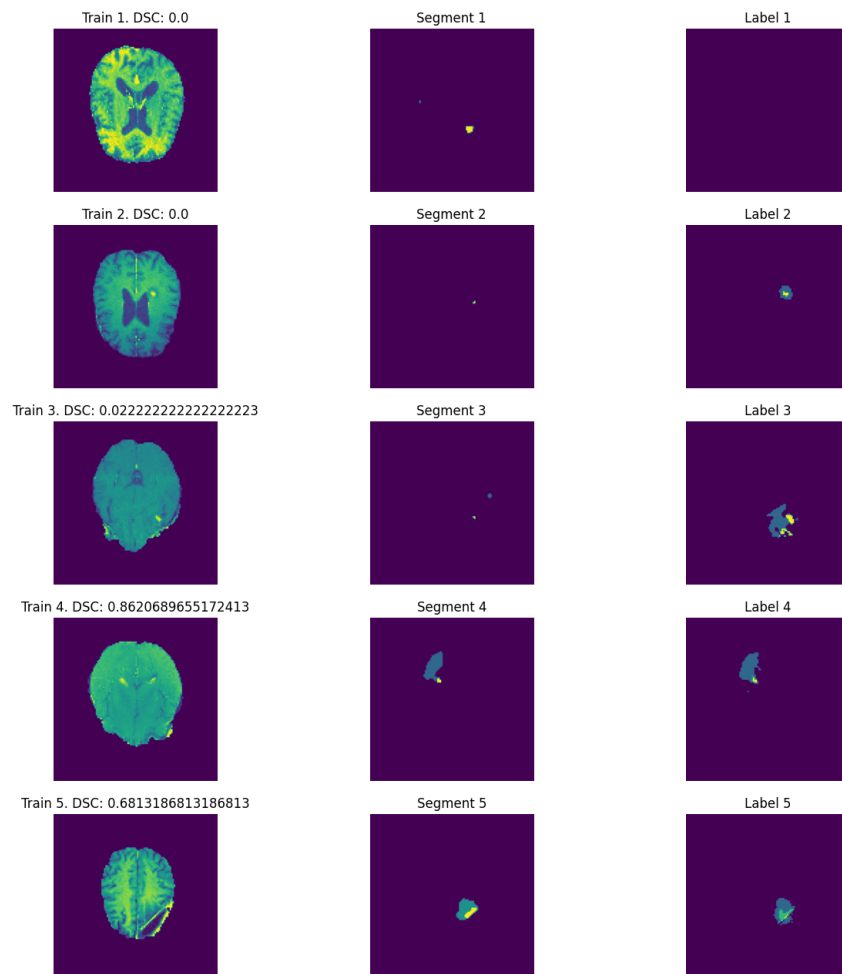 Train 1. DSC: 0.0
Segment 1
Label 1
Train 2. DSC: 0.0
Segment 2
Label 2
Train 3. DSC: 0.022222222222222223
Segment 3
Label 3
Train 4. DSC: 0.8620689655172413
Segment 4
Label 4
Train 5. DSC: 0.6813186813186813
Segment 5
Label 5